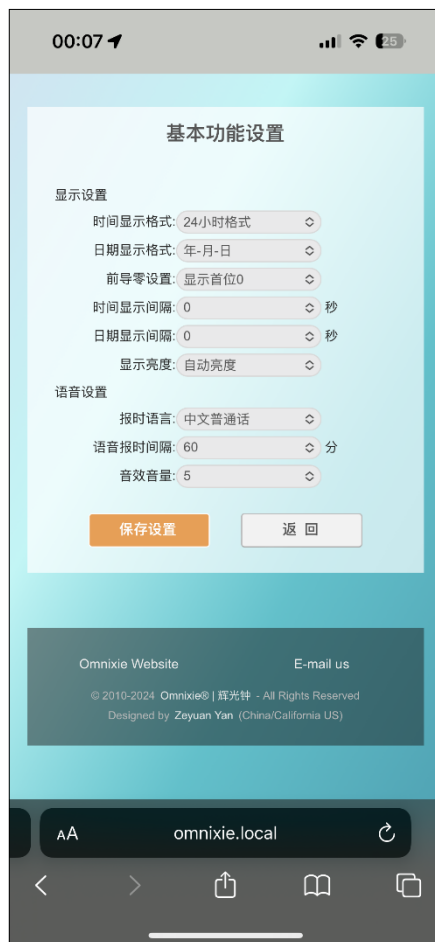 00:07
25
基本功能设置
显示设置
时间显示格式: 24小时格式
日期显示格式: 年-月-日
前导零设置: 显示首位0
时间显示间隔: 0 秒
日期显示间隔: 0 秒
显示亮度: 自动亮度
语音设置
报时语言: 中文普通话
语音报时间隔: 60 分
音效音量: 5
保存设置 返 回
Omnixie Website E-mail us
© 2010-2024 Omnixie® | 辉光钟 - All Rights Reserved
Designed by Zeyuan Yan (China/California US)
AA omnixie.local